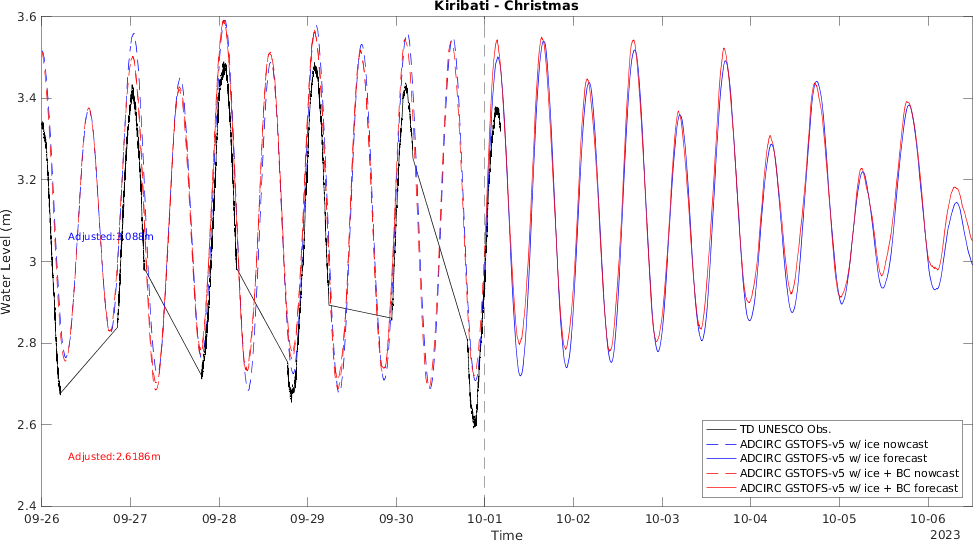 Kiribati - Christmas
3.6
3.4
3.2
3
2.8
2.6
2.4
Water Level (m)
Adjusted:3.088m
Adjusted:2.6186m
TD UNESCO Obs.
ADCIRC GSTOFS-v5 w/ ice nowcast
ADCIRC GSTOFS-v5 w/ ice forecast
ADCIRC GSTOFS-v5 w/ ice + BC nowcast
ADCIRC GSTOFS-v5 w/ ice + BC forecast
09-26 09-27 09-28 09-29 09-30 10-01 10-02 10-03 10-04 10-05 10-06
Time
2023